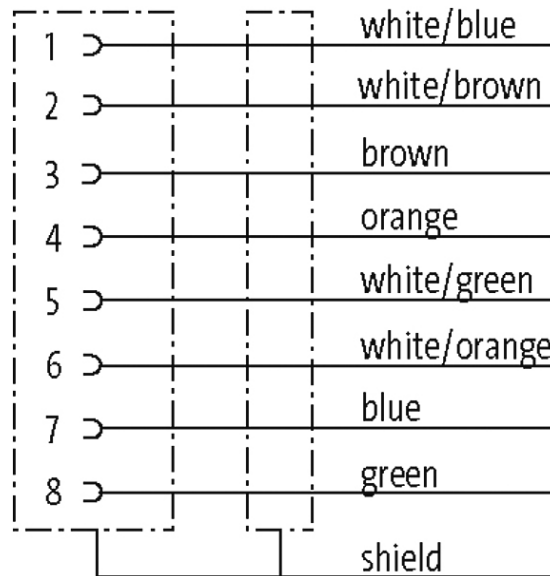 1 white/blue
2 white/brown
3 brown
4 orange
5 white/green
6 white/orange
7 blue
8 green
shield